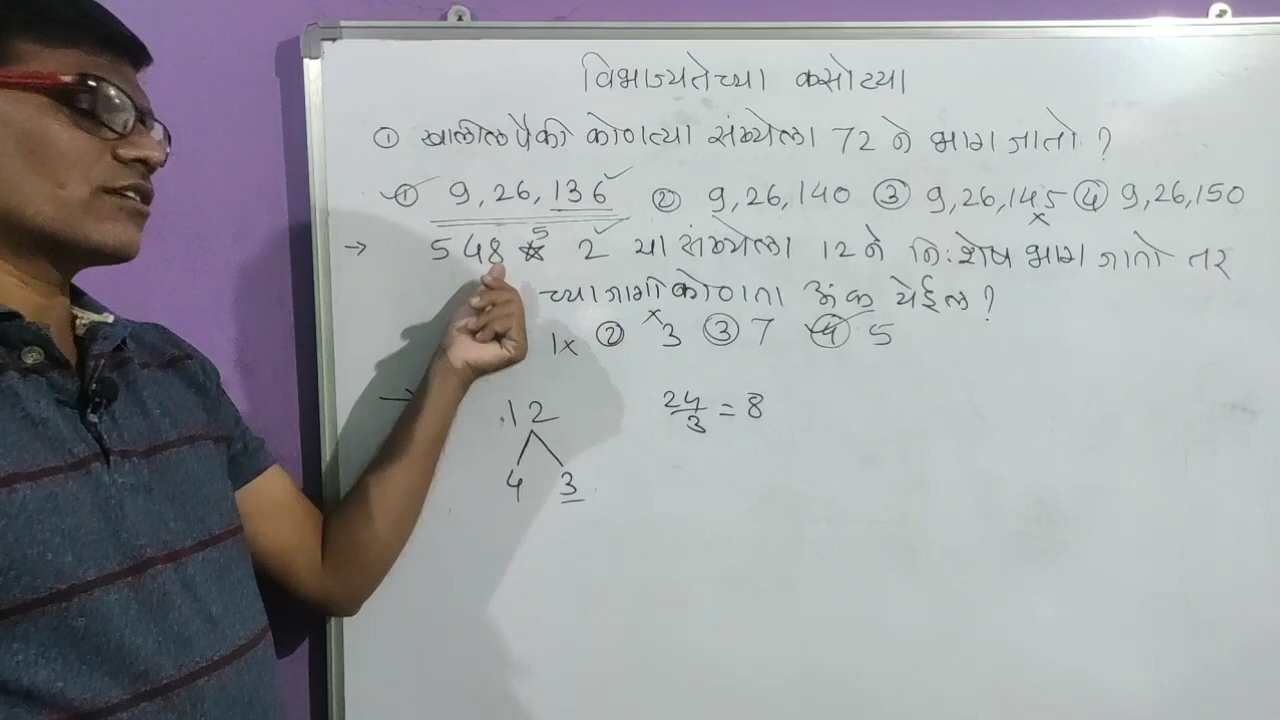 विभाज्यतेच्या कसोट्या
① खालीलपैकी कोणत्या संख्येला 72 ने भाग जातो ?
① 9,26,136 ② 9,26,140 ③ 9,26,145 ④ 9,26,150
→ 548 * 5 2 या संख्येला 12 ने निःशेष भाग जातो तर
च्या जागी कोणता अंक येईल ?
1x ② 3 ③ 7 ④ 5
→ 12 24/3 = 8
4 3